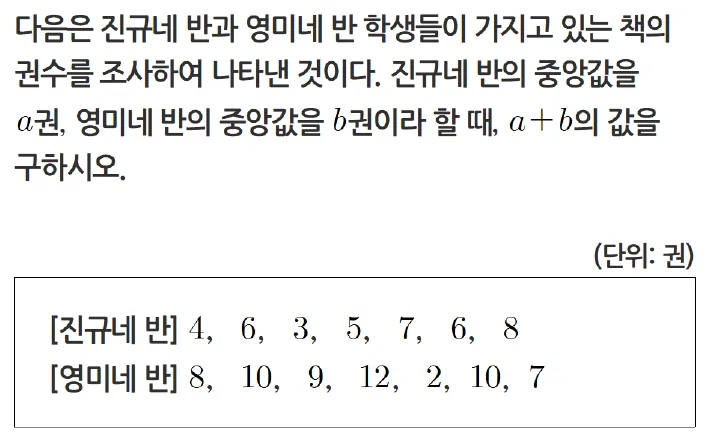 다음은 진규네 반과 영미네 반 학생들이 가지고 있는 책의
권수를 조사하여 나타낸 것이다. 진규네 반의 중앙값을
a권, 영미네 반의 중앙값을 b권이라 할 때, a+b의 값을
구하시오.
(단위: 권)
[진규네 반] 4, 6, 3, 5, 7, 6, 8
[영미네 반] 8, 10, 9, 12, 2, 10, 7